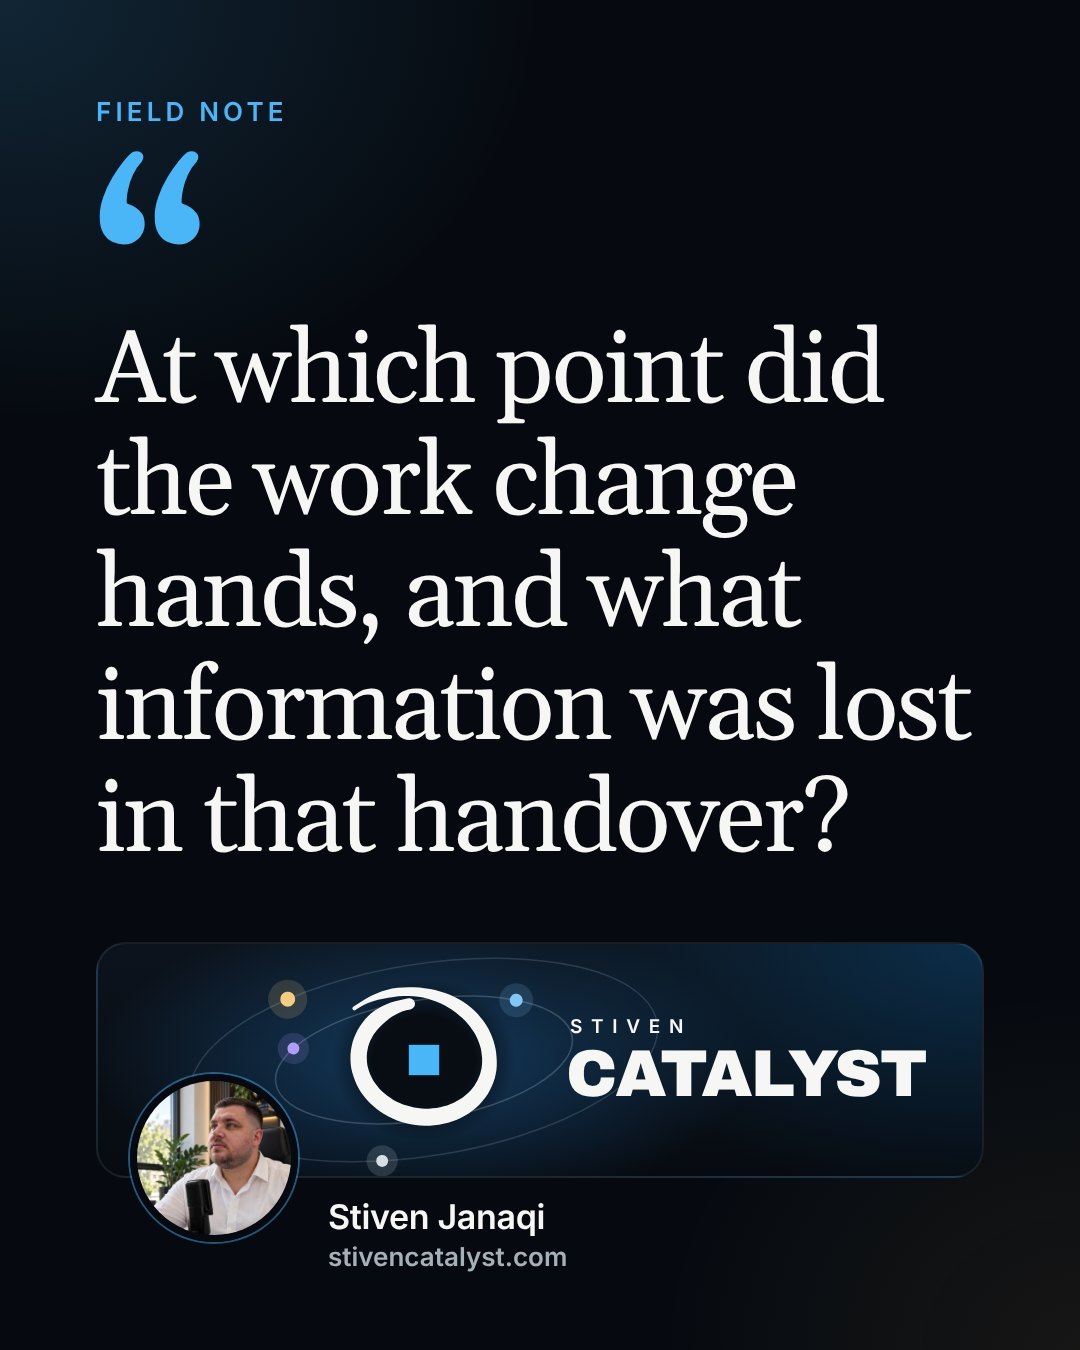 FIELD NOTE
“
At which point did
the work change
hands, and what
information was lost
in that handover?
STIVEN
CATALYST
Stiven Janaqi
stivencatalyst.com